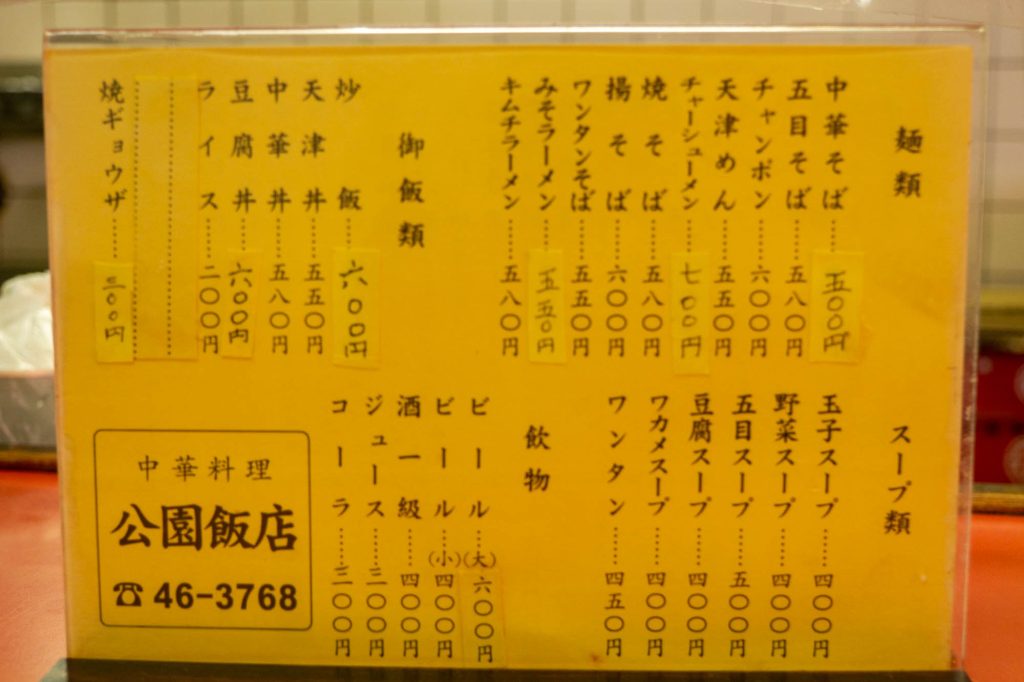 麺類
中華そば……五〇〇円
五目そば……五八〇円
チャンポン……六〇〇円
天津めん……五五〇円
チャーシューメン……七〇〇円
焼そば……五八〇円
揚そば……六〇〇円
ワンタンそば……五五〇円
みそラーメン……五五〇円
キムチラーメン……五八〇円
御飯類
炒飯……六〇〇円
天津丼……五五〇円
中華丼……五八〇円
豆腐丼……六〇〇円
ライス……二〇〇円
焼ギョウザ……三〇〇円
スープ類
玉子スープ……四〇〇円
野菜スープ……四〇〇円
五目スープ……五〇〇円
豆腐スープ……四〇〇円
ワカメスープ……四〇〇円
ワンタン……四五〇円
飲物
ビール……(大)六〇〇円
ビール……(小)四〇〇円
酒一級……四〇〇円
ジュース……二〇〇円
コーラ……二〇〇円
中華料理
公園飯店
☎46-3768